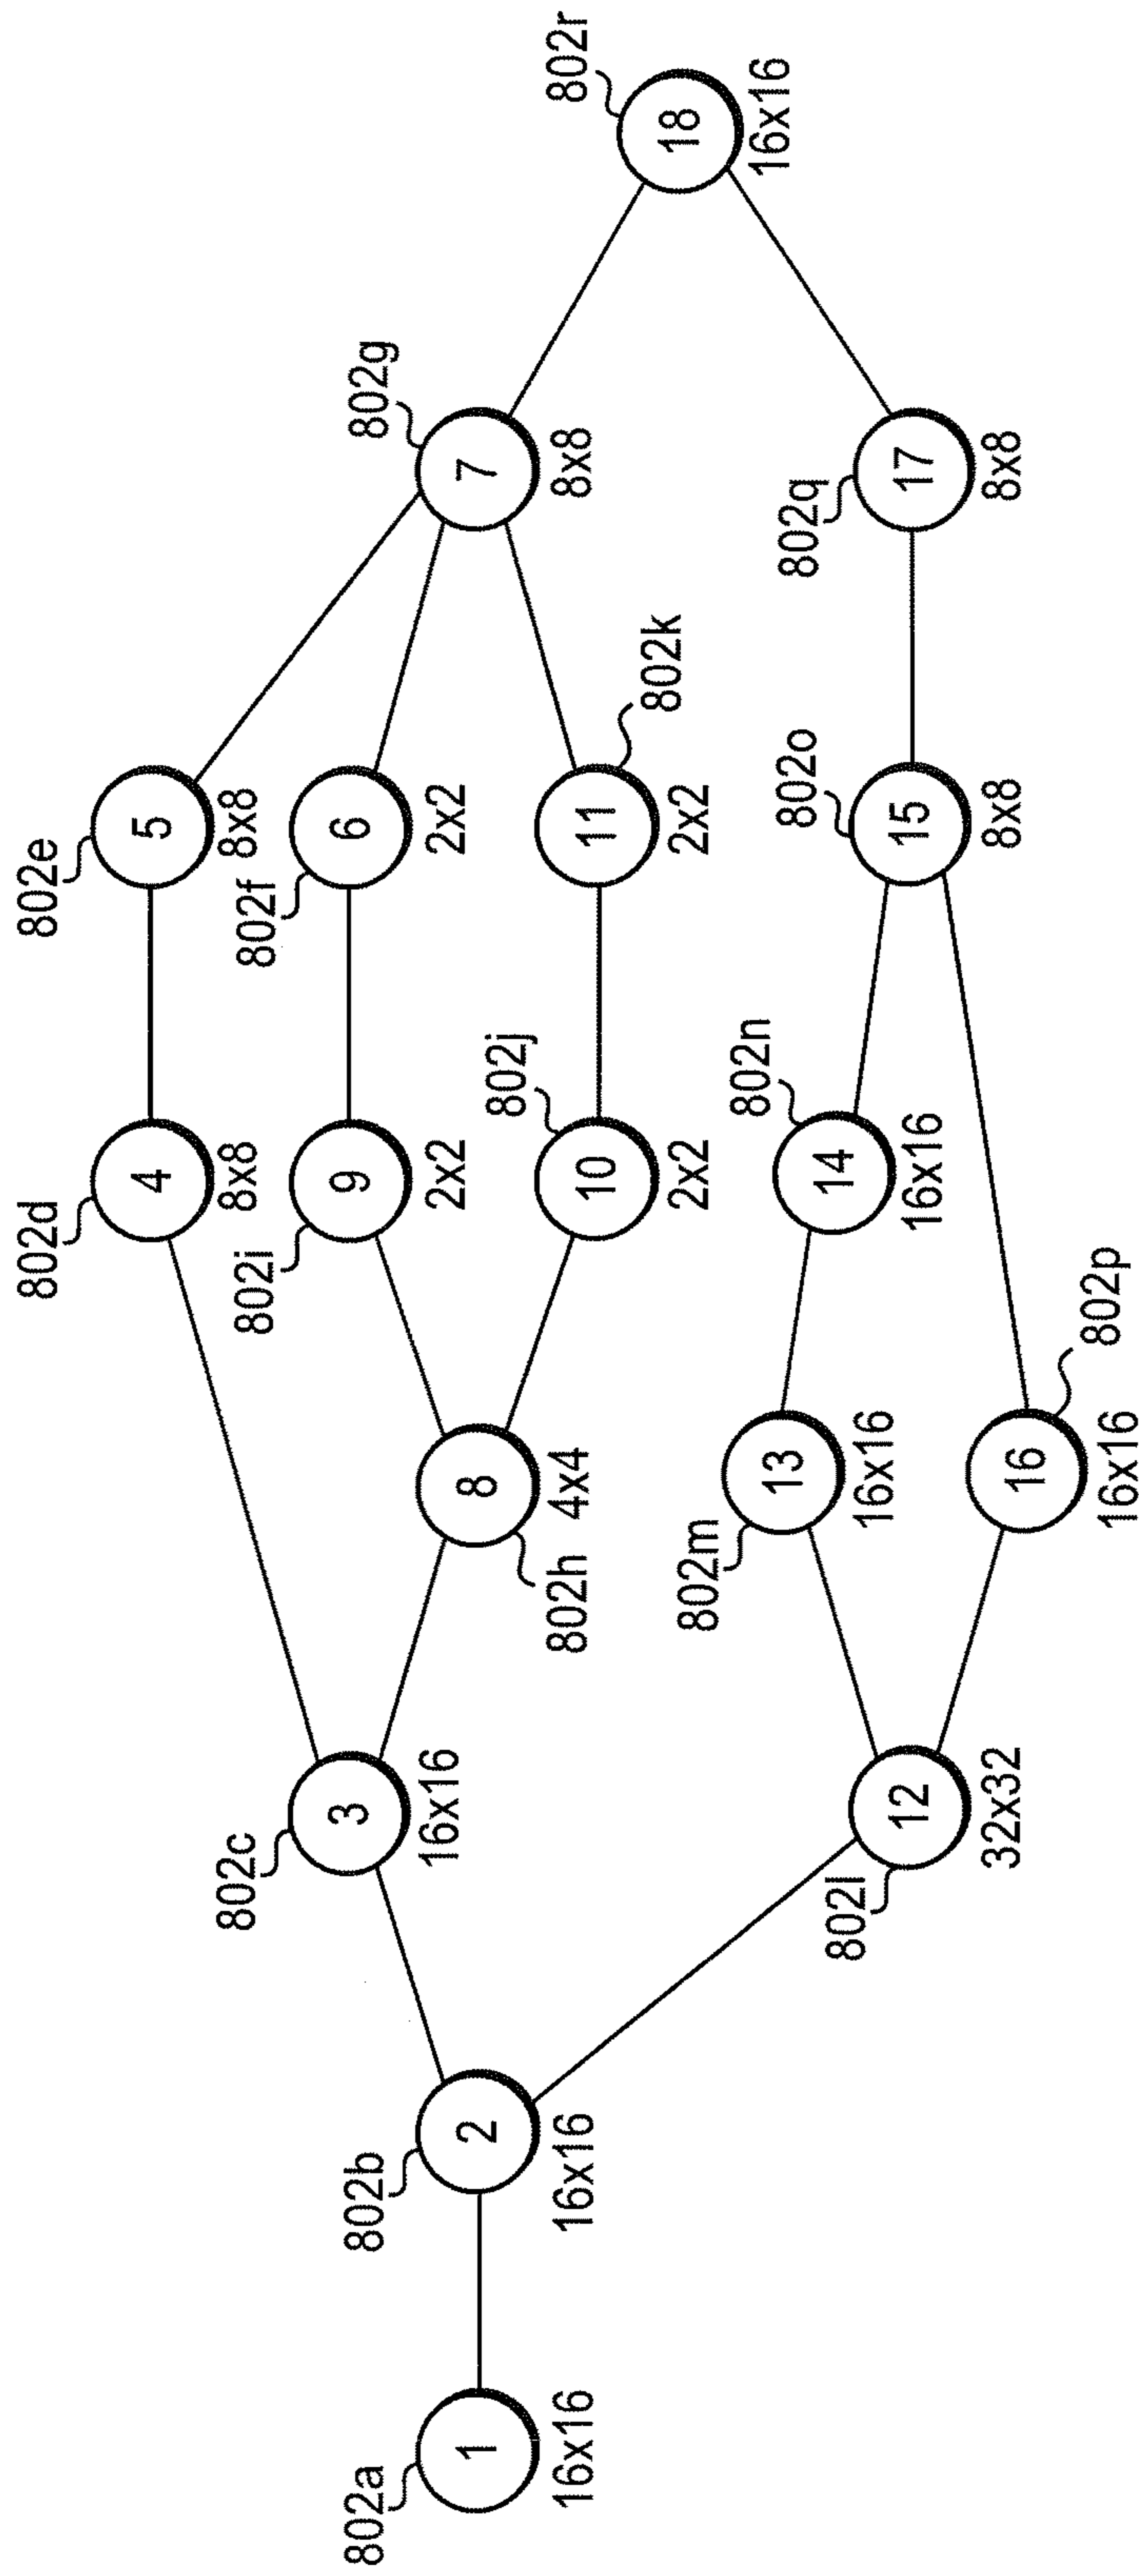 802a
1
16x16
802b
2
16x16
802c
3
16x16
802d
4
8x8
802e
5
8x8
802f
6
2x2
802g
7
8x8
802h
8
4x4
802i
9
2x2
802j
10
2x2
802k
11
2x2
802l
12
32x32
802m
13
16x16
802n
14
16x16
802o
15
8x8
802p
16
16x16
802q
17
8x8
802r
18
16x16